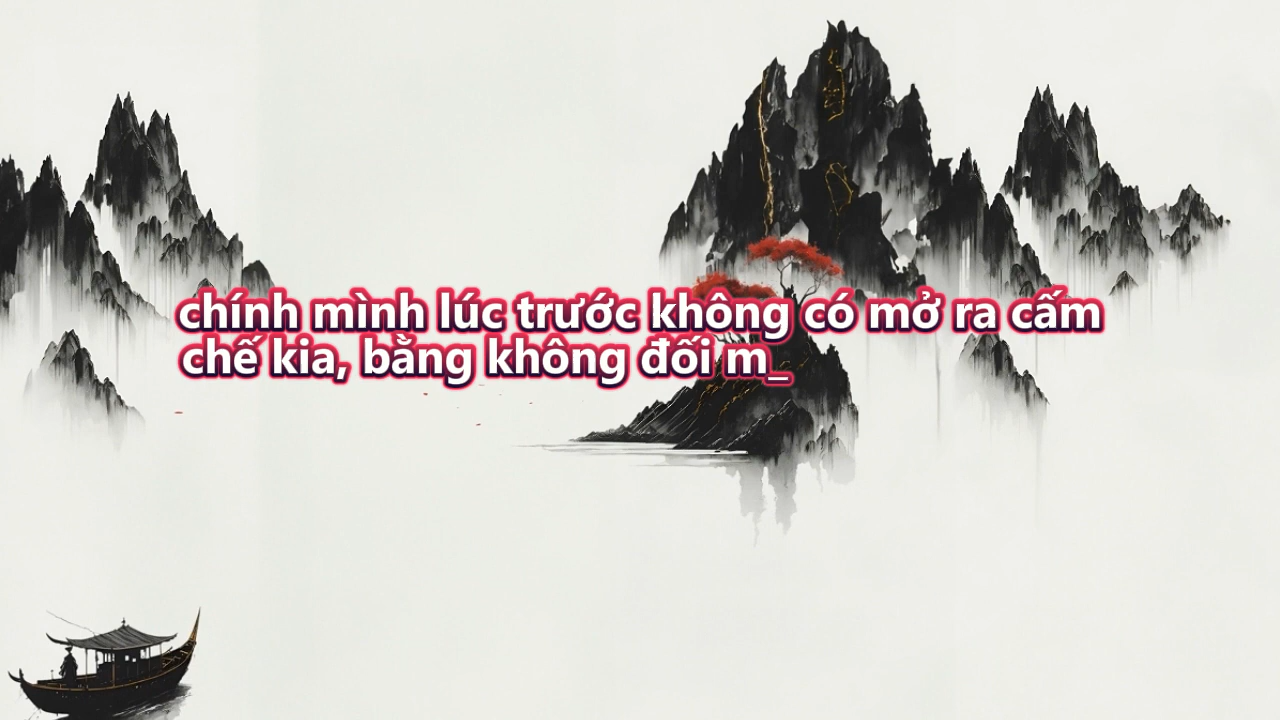 chính mình lúc trước không có mở ra cấm
chế kia, bằng không đối m_